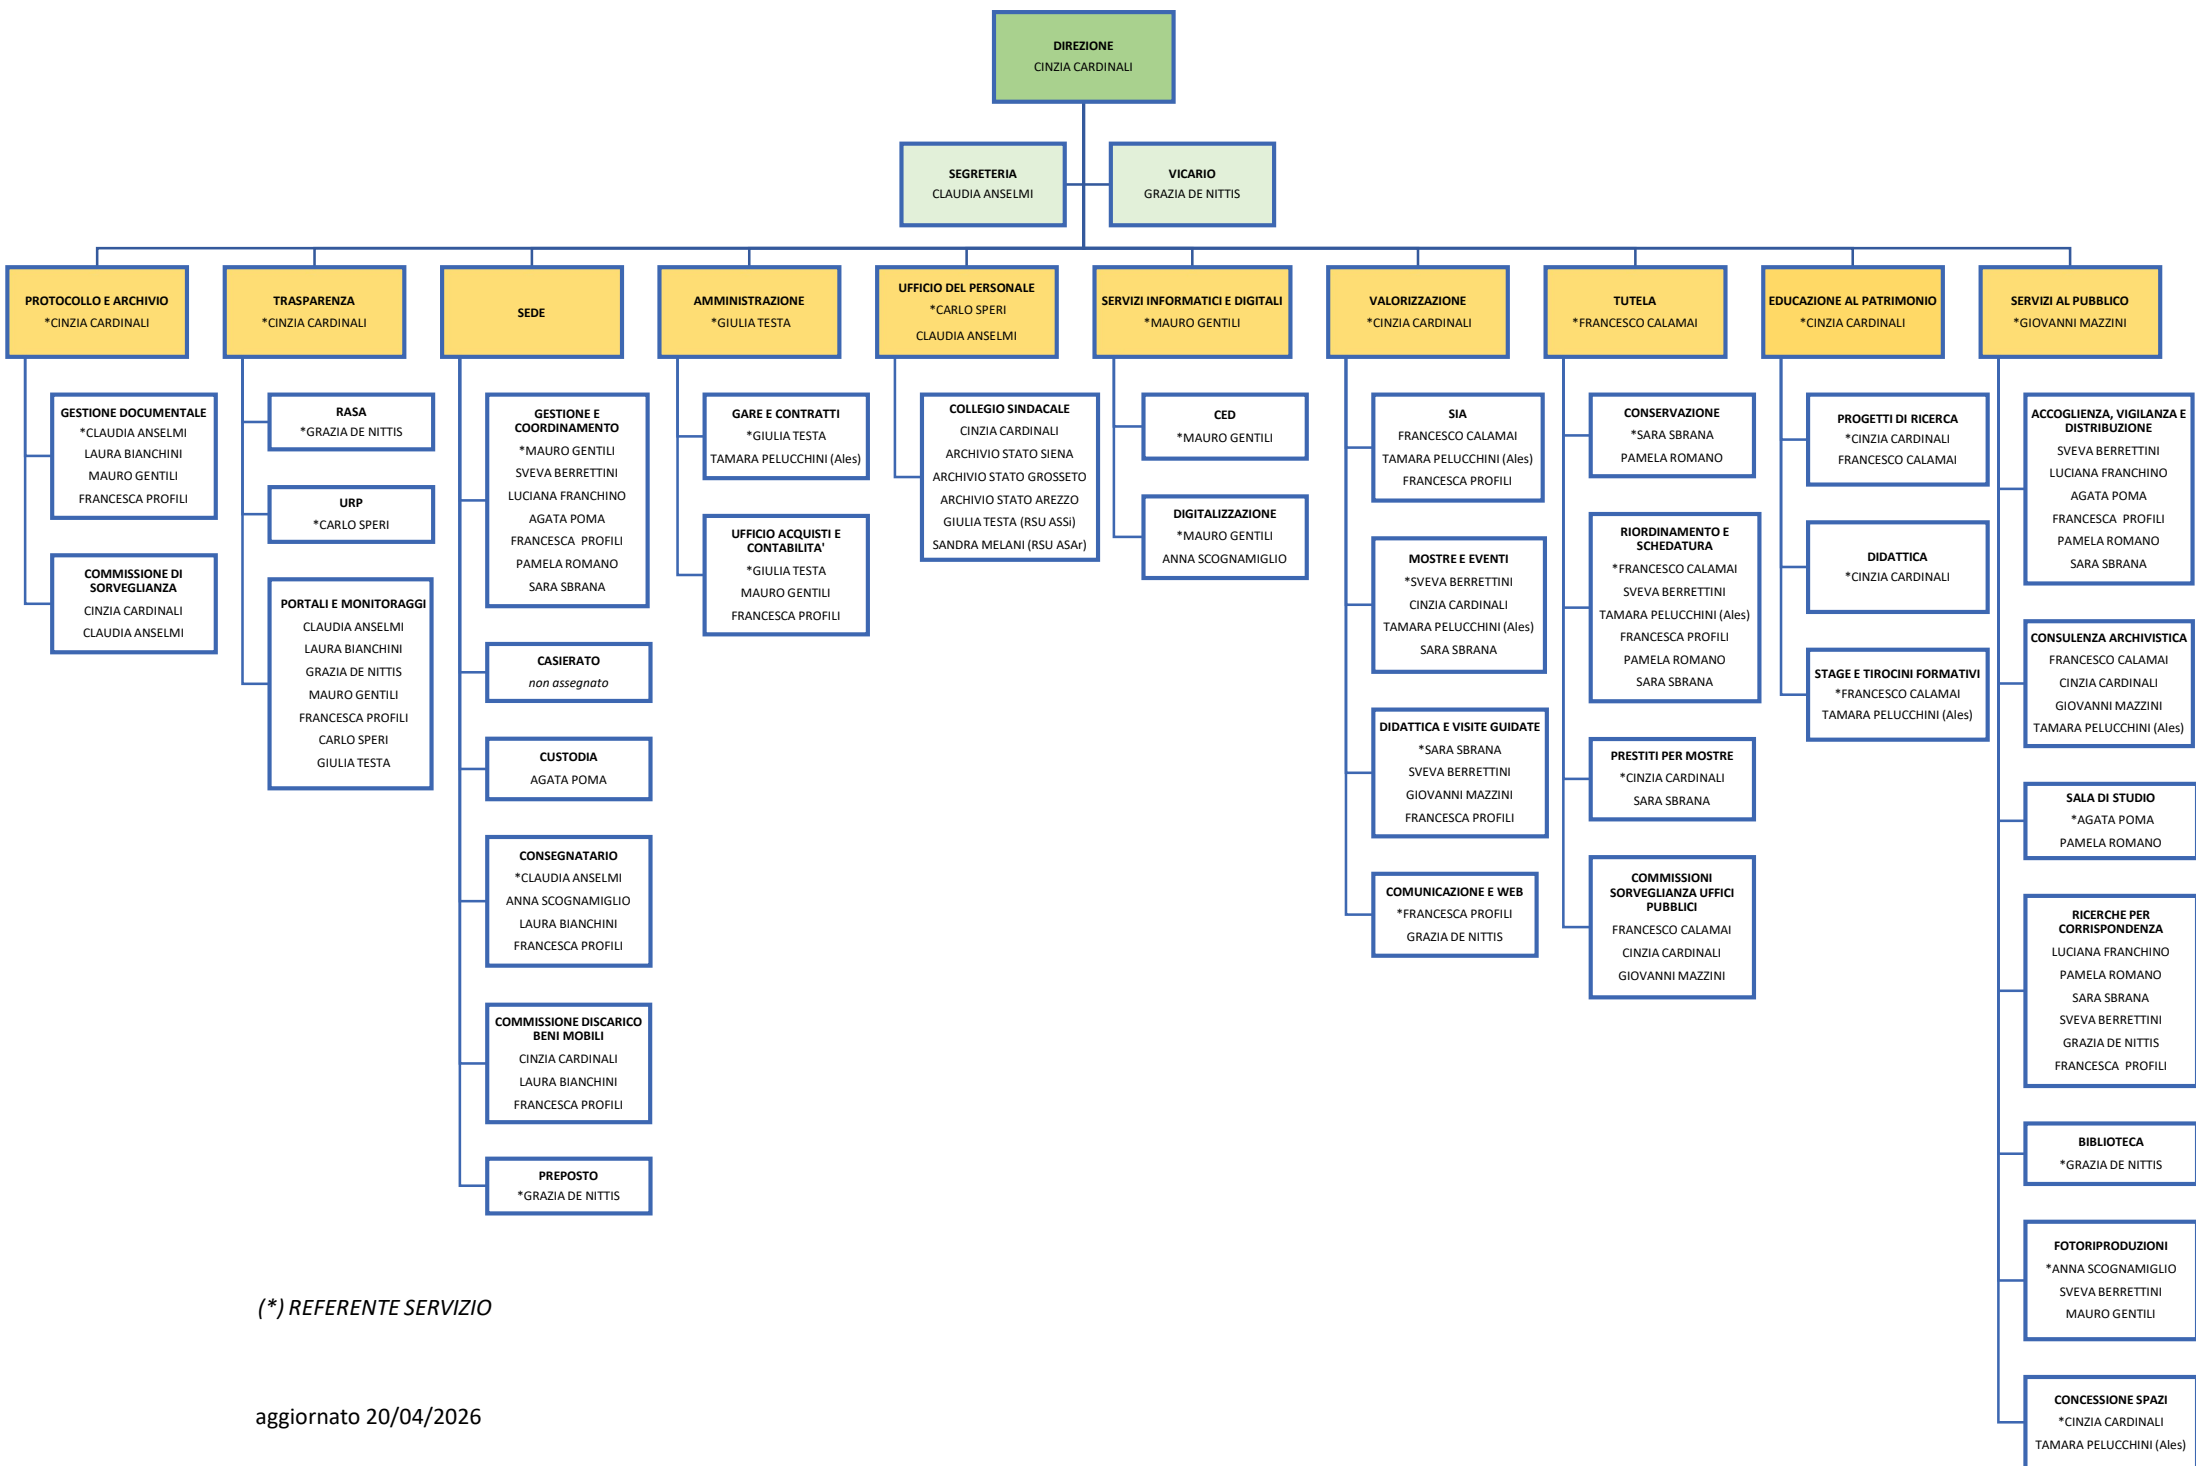 DIREZIONE
CINZIA CARDINALI
SEGRETERIA
CLAUDIA ANSELMI
VICARIO
GRAZIA DE NITTIS
PROTOCOLLO E ARCHIVIO
*CINZIA CARDINALI
GESTIONE DOCUMENTALE
*CLAUDIA ANSELMI
LAURA BIANCHINI
MAURO GENTILI
FRANCESCA PROFILI
COMMISSIONE DI
SORVEGLIANZA
CINZIA CARDINALI
CLAUDIA ANSELMI
TRASPARENZA
*CINZIA CARDINALI
RASA
*GRAZIA DE NITTIS
URP
*CARLO SPERI
PORTALI E MONITORAGGI
CLAUDIA ANSELMI
LAURA BIANCHINI
GRAZIA DE NITTIS
MAURO GENTILI
FRANCESCA PROFILI
CARLO SPERI
GIULIA TESTA
SEDE
GESTIONE E
COORDINAMENTO
*MAURO GENTILI
SVEVA BERRETTINI
LUCIANA FRANCHINO
AGATA POMA
FRANCESCA PROFILI
PAMELA ROMANO
SARA SBRANA
CASIERATO
non assegnato
CUSTODIA
AGATA POMA
CONSEGNATARIO
*CLAUDIA ANSELMI
ANNA SCOGNAMIGLIO
LAURA BIANCHINI
FRANCESCA PROFILI
COMMISSIONE DISCARICO
BENI MOBILI
CINZIA CARDINALI
LAURA BIANCHINI
FRANCESCA PROFILI
PREPOSTO
*GRAZIA DE NITTIS
AMMINISTRAZIONE
*GIULIA TESTA
GARE E CONTRATTI
*GIULIA TESTA
TAMARA PELUCCHINI (Ales)
UFFICIO ACQUISTI E
CONTABILITA'
*GIULIA TESTA
MAURO GENTILI
FRANCESCA PROFILI
UFFICIO DEL PERSONALE
*CARLO SPERI
CLAUDIA ANSELMI
COLLEGIO SINDACALE
CINZIA CARDINALI
ARCHIVIO STATO SIENA
ARCHIVIO STATO GROSSETO
ARCHIVIO STATO AREZZO
GIULIA TESTA (RSU ASSi)
SANDRA MELANI (RSU ASAr)
SERVIZI INFORMATICI E DIGITALI
*MAURO GENTILI
CED
*MAURO GENTILI
DIGITALIZZAZIONE
*MAURO GENTILI
ANNA SCOGNAMIGLIO
VALORIZZAZIONE
*CINZIA CARDINALI
SIA
FRANCESCO CALAMAI
TAMARA PELUCCHINI (Ales)
FRANCESCA PROFILI
MOSTRE E EVENTI
*SVEVA BERRETTINI
CINZIA CARDINALI
TAMARA PELUCCHINI (Ales)
SARA SBRANA
DIDATTICA E VISITE GUIDATE
*SARA SBRANA
SVEVA BERRETTINI
GIOVANNI MAZZINI
FRANCESCA PROFILI
COMUNICAZIONE E WEB
*FRANCESCA PROFILI
GRAZIA DE NITTIS
TUTELA
*FRANCESCO CALAMAI
CONSERVAZIONE
*SARA SBRANA
PAMELA ROMANO
RIORDINAMENTO E
SCHEDATURA
*FRANCESCO CALAMAI
SVEVA BERRETTINI
TAMARA PELUCCHINI (Ales)
FRANCESCA PROFILI
PAMELA ROMANO
SARA SBRANA
PRESTITI PER MOSTRE
*CINZIA CARDINALI
SARA SBRANA
COMMISSIONI
SORVEGLIANZA UFFICI
PUBBLICI
FRANCESCO CALAMAI
CINZIA CARDINALI
GIOVANNI MAZZINI
EDUCAZIONE AL PATRIMONIO
*CINZIA CARDINALI
PROGETTI DI RICERCA
*CINZIA CARDINALI
FRANCESCO CALAMAI
DIDATTICA
*CINZIA CARDINALI
STAGE E TIROCINI FORMATIVI
*FRANCESCO CALAMAI
TAMARA PELUCCHINI (Ales)
SERVIZI AL PUBBLICO
*GIOVANNI MAZZINI
ACCOGLIENZA, VIGILANZA E
DISTRIBUZIONE
SVEVA BERRETTINI
LUCIANA FRANCHINO
AGATA POMA
FRANCESCA PROFILI
PAMELA ROMANO
SARA SBRANA
CONSULENZA ARCHIVISTICA
FRANCESCO CALAMAI
CINZIA CARDINALI
GIOVANNI MAZZINI
TAMARA PELUCCHINI (Ales)
SALA DI STUDIO
*AGATA POMA
PAMELA ROMANO
RICERCHE PER
CORRISPONDENZA
LUCIANA FRANCHINO
PAMELA ROMANO
SARA SBRANA
SVEVA BERRETTINI
GRAZIA DE NITTIS
FRANCESCA PROFILI
BIBLIOTECA
*GRAZIA DE NITTIS
FOTORIPRODUZIONI
*ANNA SCOGNAMIGLIO
SVEVA BERRETTINI
MAURO GENTILI
CONCESSIONE SPAZI
*CINZIA CARDINALI
TAMARA PELUCCHINI (Ales)
(*) REFERENTE SERVIZIO
aggiornato 20/04/2026